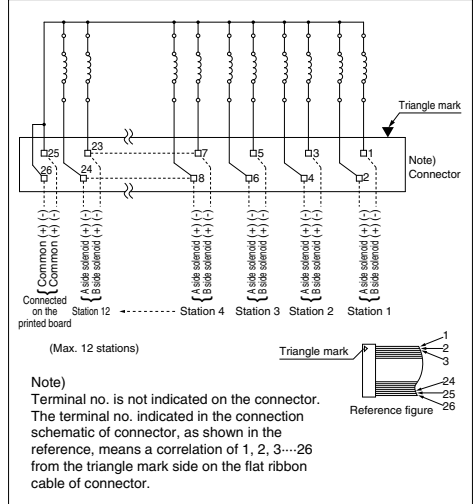 Triangle mark
25
23
7
5
3
1
Note)
Connector
26
24
8
6
4
2
Common (+) (-)
Common (+) (-)
A side solenoid (+) (-)
B side solenoid (+) (-)
A side solenoid (+) (-)
B side solenoid (+) (-)
A side solenoid (+) (-)
B side solenoid (+) (-)
A side solenoid (+) (-)
B side solenoid (+) (-)
A side solenoid (+) (-)
B side solenoid (+) (-)
Connected
on the
printed board
Station 12
Station 4
Station 3
Station 2
Station 1
(Max. 12 stations)
Triangle mark
1
2
3
24
25
26
Reference figure
Note)
Terminal no. is not indicated on the connector.
The terminal no. indicated in the connection
schematic of connector, as shown in the
reference, means a correlation of 1, 2, 3····26
from the triangle mark side on the flat ribbon
cable of connector.